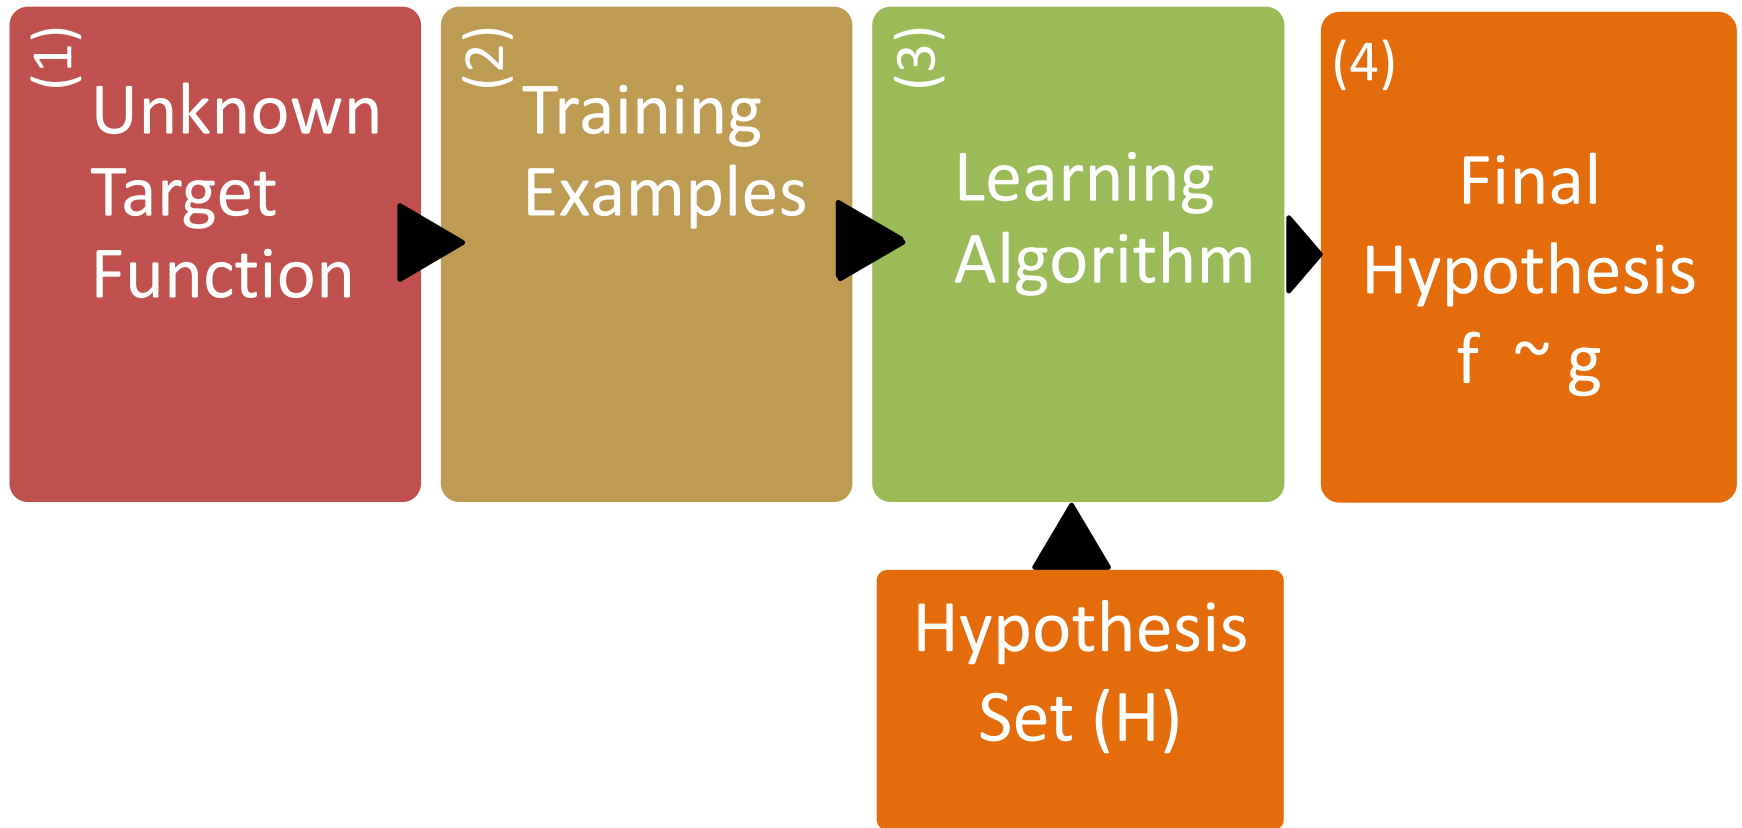 (1)
Unknown
Target
Function
(2)
Training
Examples
(3)
Learning
Algorithm
(4)
Final
Hypothesis
f ~ g
Hypothesis
Set (H)